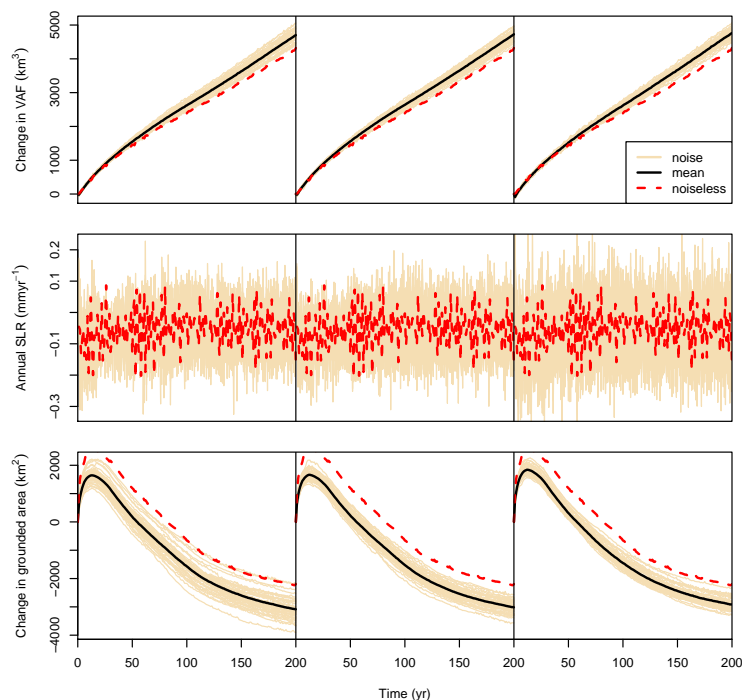 Change in VAF (km³)
0 1000 3000 5000
noise
mean
noiseless
Annual SLR (mmyr⁻¹)
−0.3 −0.1 0.1 0.2
Change in grounded area (km²)
−4000 −2000 0 2000
0 50 100 150 200 50 100 150 200 50 100 150 200
Time (yr)